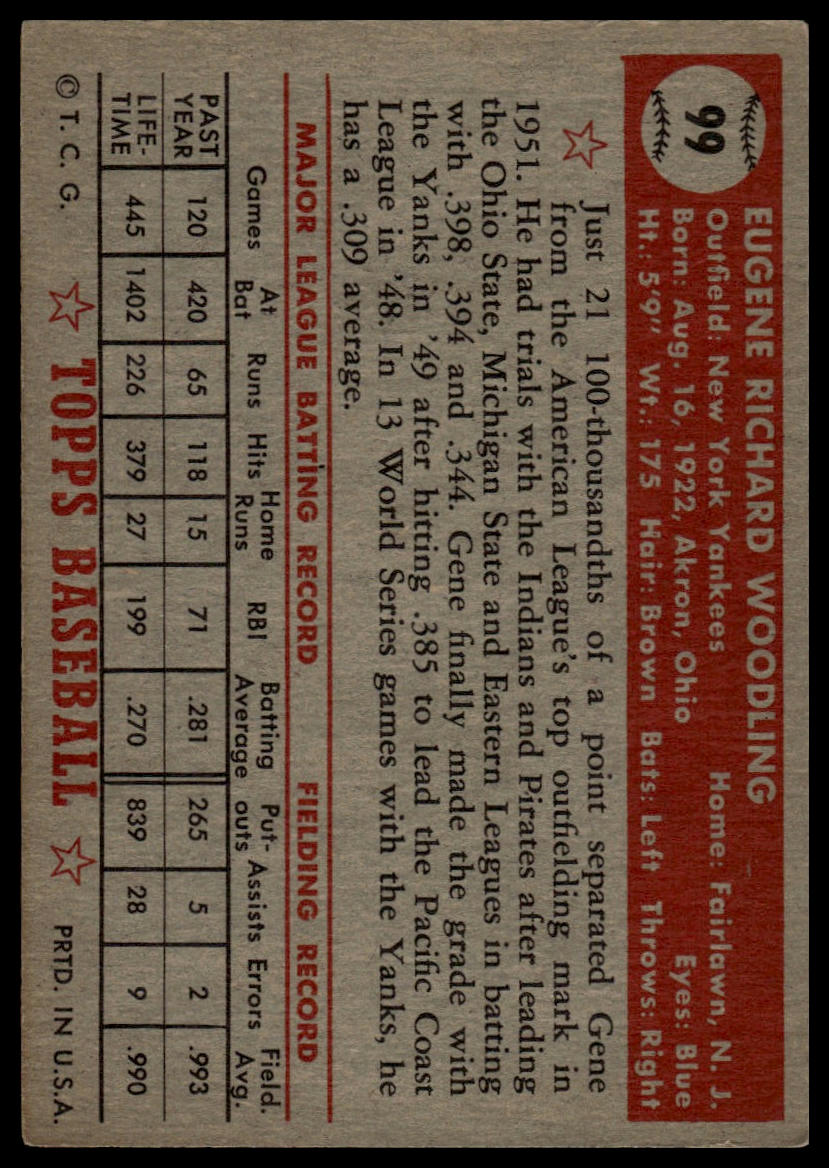 99
EUGENE RICHARD WOODLING
Outfield: New York Yankees Home: Fairlawn, N. J.
Born: Aug. 16, 1922, Akron, Ohio Eyes: Blue
Ht.: 5'9" Wt.: 175 Hair: Brown Bats: Left Throws: Right
Just 21 100-thousandths of a point separated Gene
from the American League's top outfielding mark in
1951. He had trials with the Indians and Pirates after leading
the Ohio State, Michigan State and Eastern Leagues in batting
with .398, .394 and .344. Gene finally made the grade with
the Yanks in '49 after hitting .385 to lead the Pacific Coast
League in '48. In 13 World Series games with the Yanks, he
has a .309 average.
MAJOR LEAGUE BATTING RECORD FIELDING RECORD
Games At Bat Runs Hits Home Runs RBI Batting Average Put-outs Assists Errors Field. Avg.
PAST YEAR 120 420 65 118 15 71 .281 265 5 2 .993
LIFE-TIME 445 1402 226 379 27 199 .270 839 28 9 .990
© T. C. G. TOPPS BASEBALL PRTD. IN U.S.A.